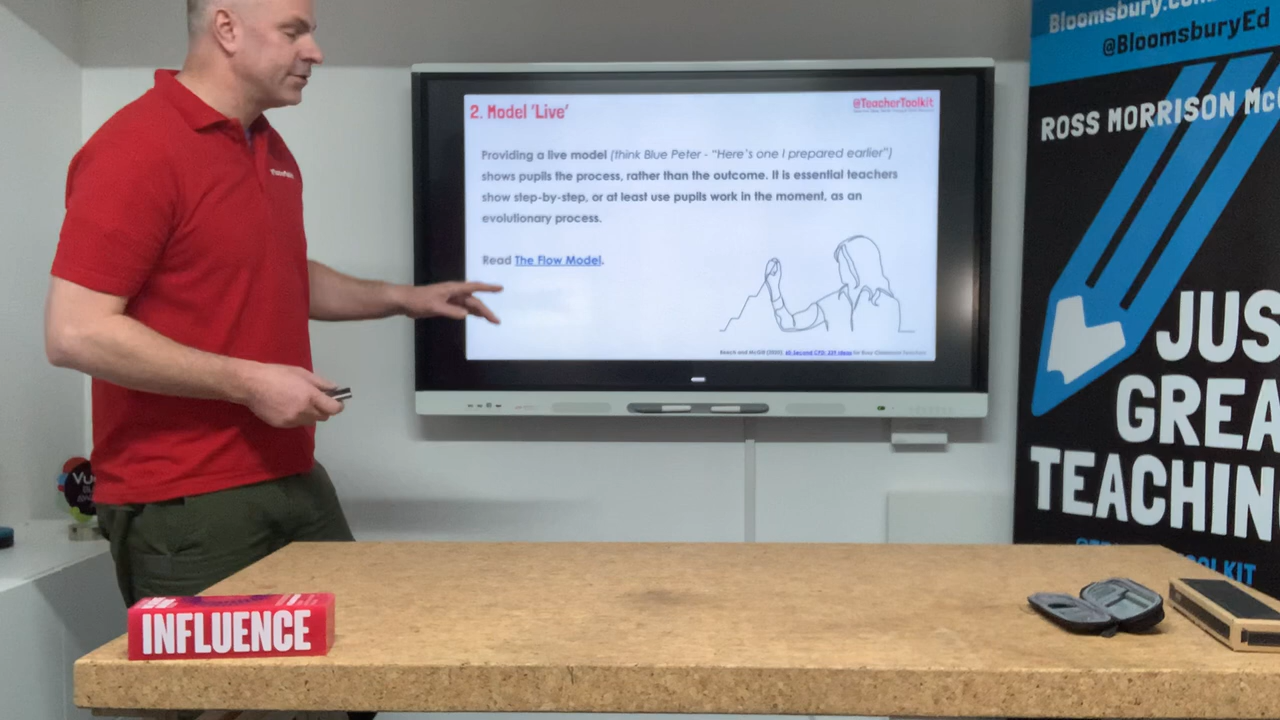 2. Model 'Live'
@TeacherToolkit
Providing a live model (think Blue Peter - "Here's one I prepared earlier")
shows pupils the process, rather than the outcome. It is essential teachers
show step-by-step, or at least use pupils work in the moment, as an
evolutionary process.
Read The Flow Model.
Bloomsbury.com
@BloomsburyEd
ROSS MORRISON
JUS
GREA
TEACHIN
INFLUENCE